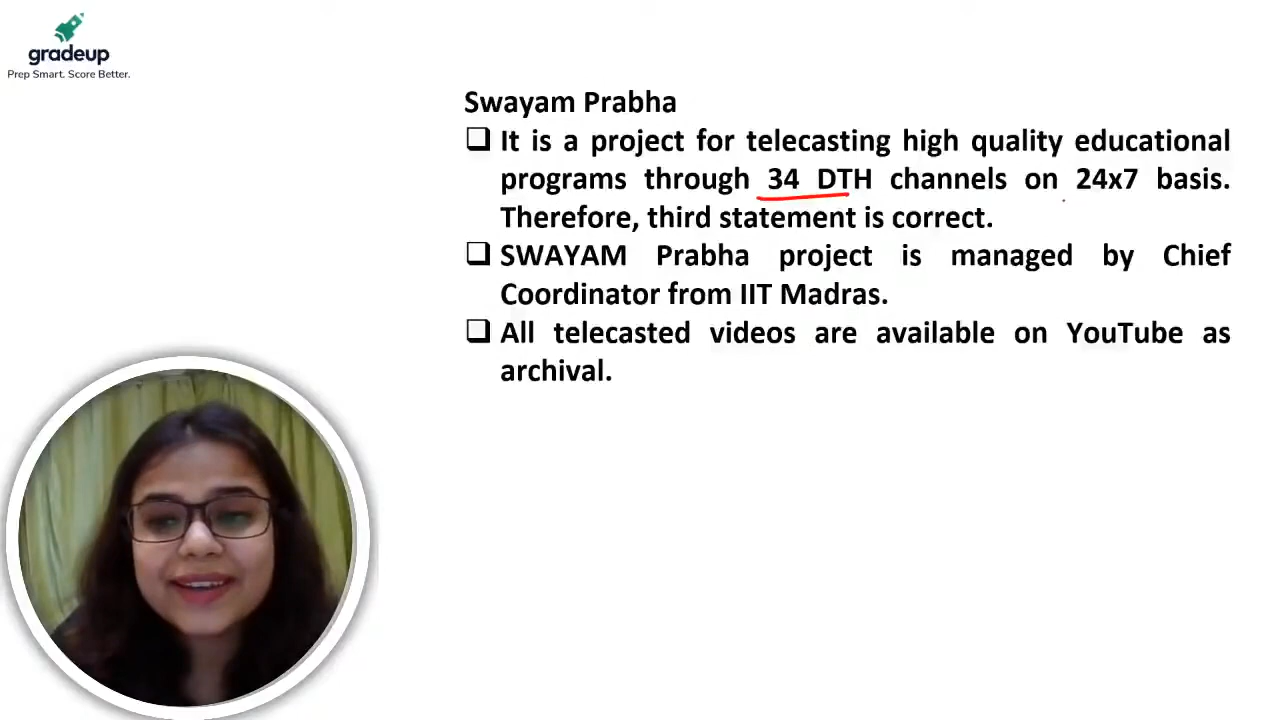 gradeup
Prep Smart. Score Better.
Swayam Prabha
It is a project for telecasting high quality educational
programs through 34 DTH channels on 24x7 basis.
Therefore, third statement is correct.
SWAYAM Prabha project is managed by Chief
Coordinator from IIT Madras.
All telecasted videos are available on YouTube as
archival.